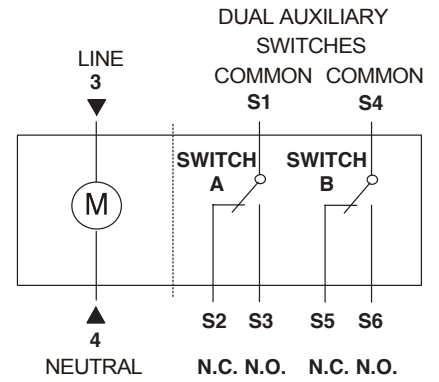 DUAL AUXILIARY
SWITCHES
LINE
COMMON COMMON
3
S1 S4
SWITCH SWITCH
A B
M
S2 S3 S5 S6
4
NEUTRAL
N.C. N.O. N.C. N.O.